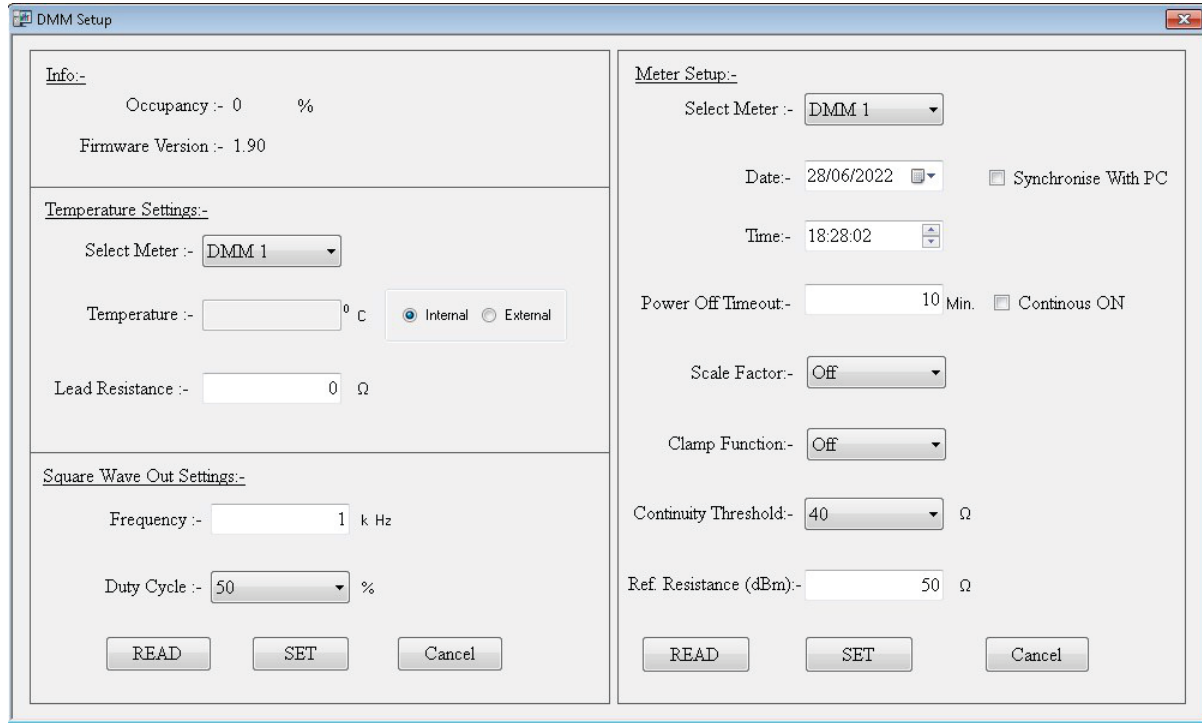 DMM Setup
Info:-
Occupancy :- 0 %
Firmware Version :- 1.90
Temperature Settings:-
Select Meter :- DMM 1
Temperature :- ⁰ C Internal External
Lead Resistance :- 0 Ω
Square Wave Out Settings:-
Frequency :- 1 k Hz
Duty Cycle :- 50 %
READ SET Cancel
Meter Setup:-
Select Meter :- DMM 1
Date:- 28/06/2022 Synchronise With PC
Time:- 18:28:02
Power Off Timeout:- 10 Min. Continous ON
Scale Factor:- Off
Clamp Function:- Off
Continuity Threshold:- 40 Ω
Ref. Resistance (dBm):- 50 Ω
READ SET Cancel